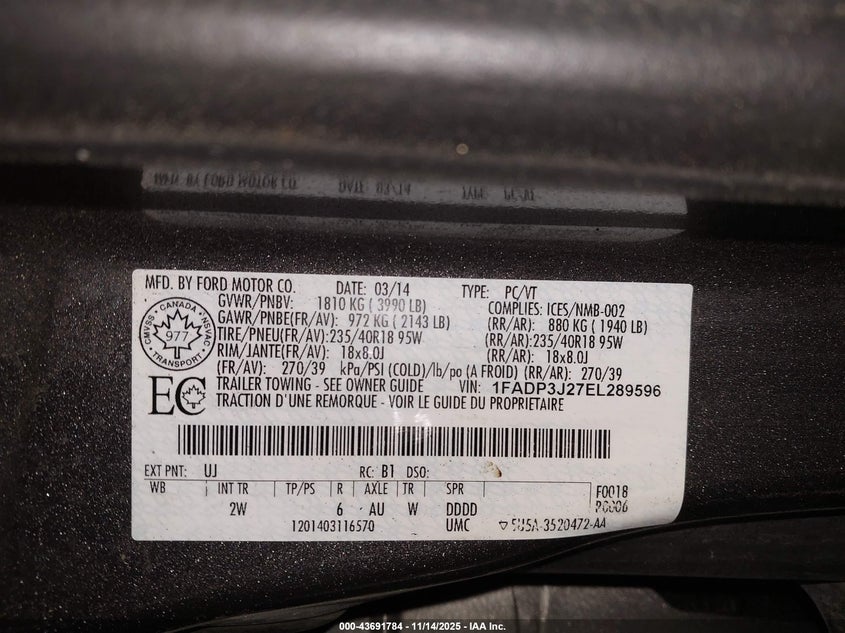 MFD. BY FORD MOTOR CO. DATE: 03/14 TYPE: PC/VT
GVWR/PNBV: 1810 KG ( 3990 LB) COMPLIES: ICES/NMB-002
GAWR/PNBE(FR/AV): 972 KG ( 2143 LB) (RR/AR): 880 KG ( 1940 LB)
TIRE/PNEU(FR/AV): 235/40R18 95W (RR/AR): 235/40R18 95W
RIM/JANTE(FR/AV): 18x8.0J (RR/AR): 18x8.0J
(FR/AV): 270/39 kPa/PSI (COLD)/lb/po (A FROID) (RR/AR): 270/39
TRAILER TOWING - SEE OWNER GUIDE VIN: 1FADP3J27EL289596
TRACTION D'UNE REMORQUE - VOIR LE GUIDE DU PROPRIETAIRE
CANADA
CMVSS 977 NSVAC
TRANSPORT
EC
EXT PNT: UJ RC: B1 DSO:
WB INT TR TP/PS R AXLE TR SPR F0018
2W 6 AU W DDDD
1201403116570 UMC 5U5A-3520472-AA
000-43691784 - 11/14/2025 - IAA Inc.